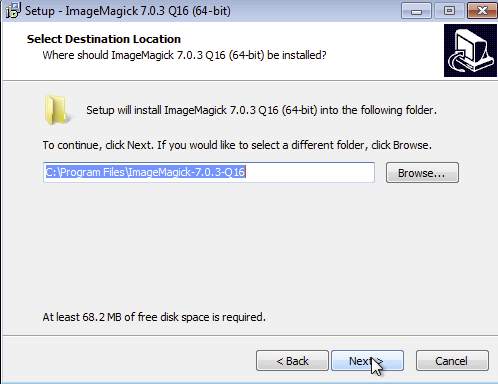 Setup - ImageMagick 7.0.3 Q16 (64-bit)
Select Destination Location
Where should ImageMagick 7.0.3 Q16 (64-bit) be installed?
Setup will install ImageMagick 7.0.3 Q16 (64-bit) into the following folder.
To continue, click Next. If you would like to select a different folder, click Browse.
C:\Program Files\ImageMagick-7.0.3-Q16
Browse...
At least 68.2 MB of free disk space is required.
< Back
Next >
Cancel